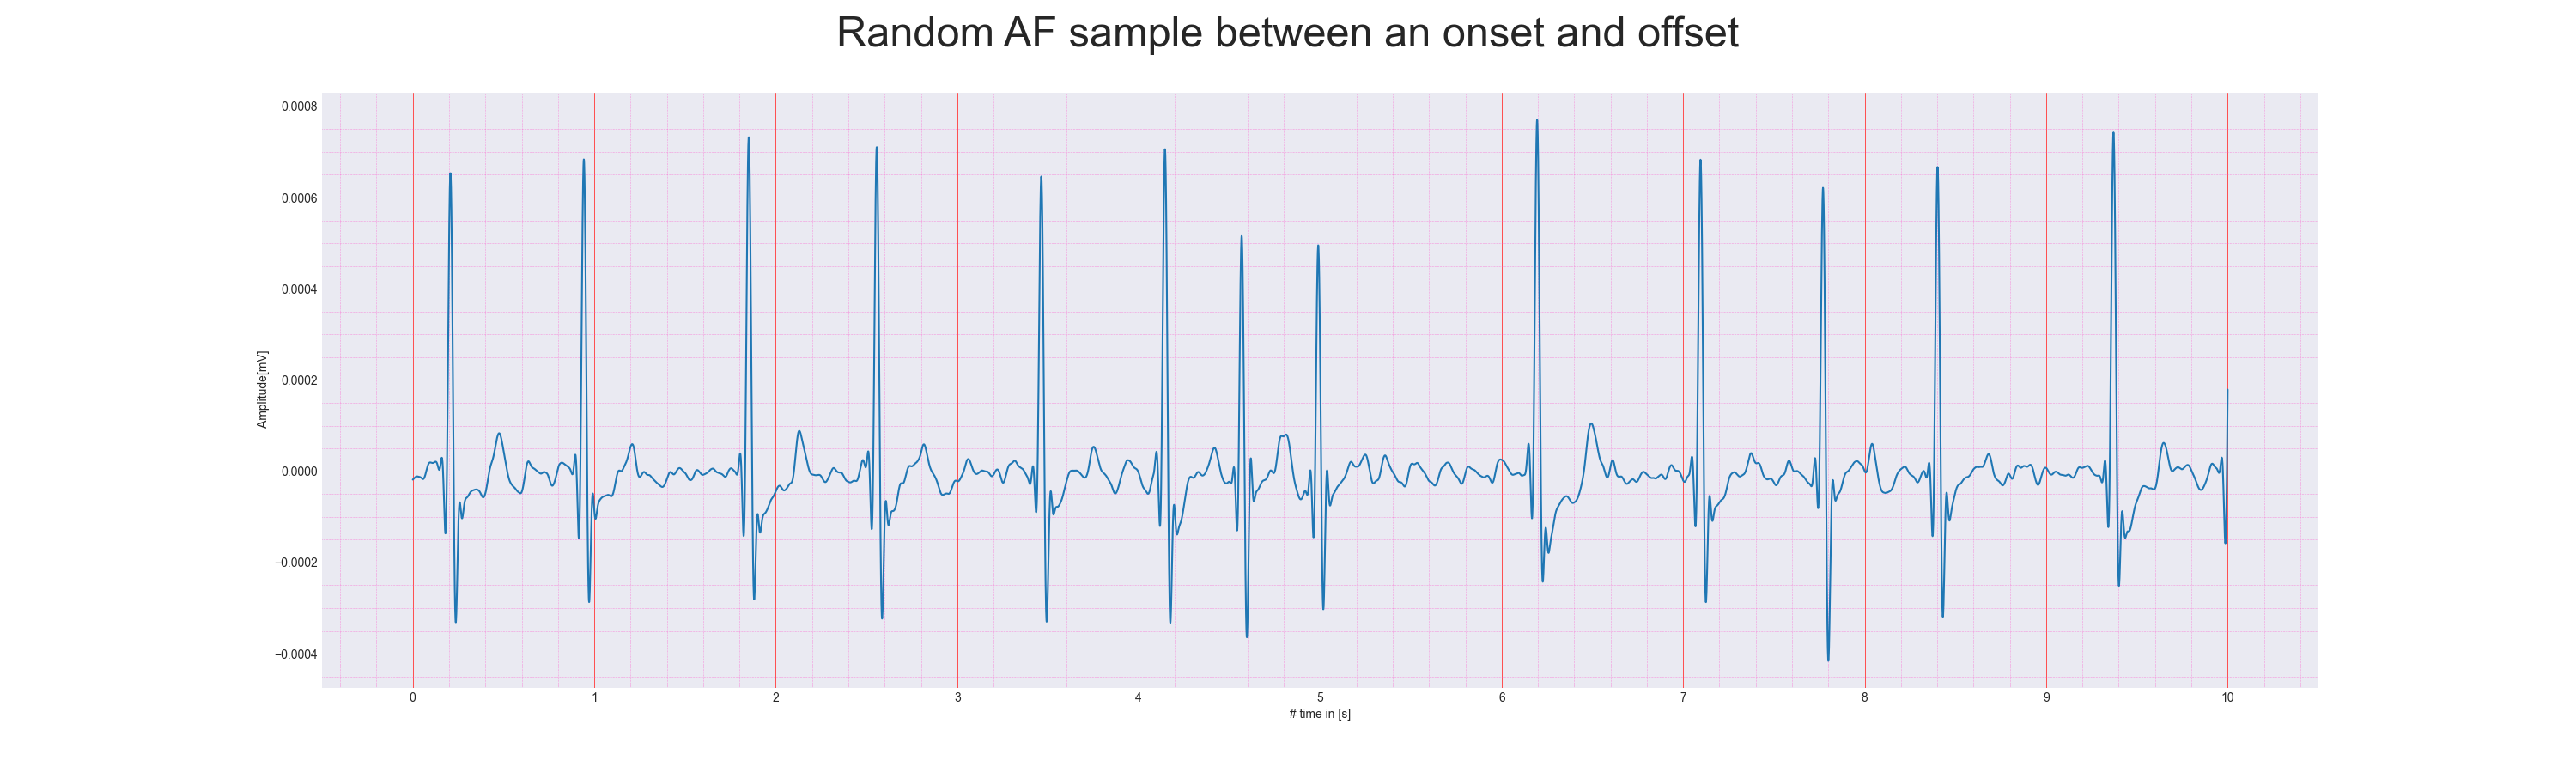 Random AF sample between an onset and offset
0.0008
0.0006
0.0004
0.0002
0.0000
−0.0002
−0.0004
Amplitude[mV]
0 1 2 3 4 5 6 7 8 9 10
# time in [s]